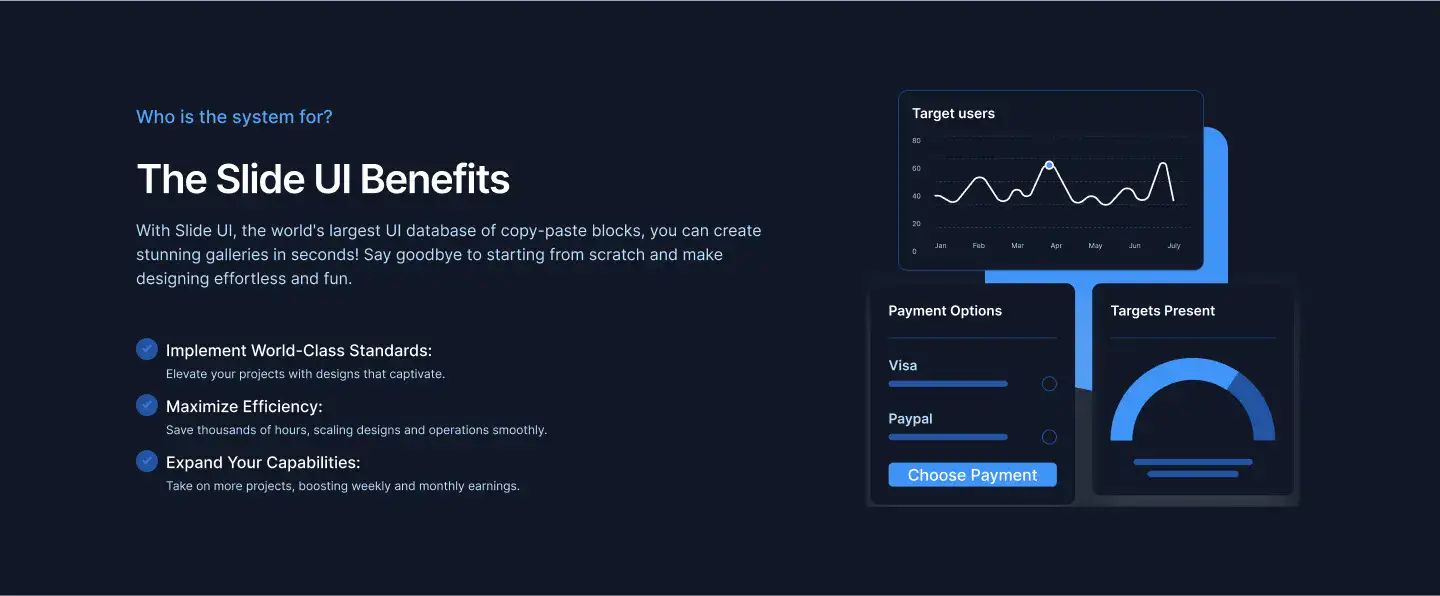 Who is the system for?
The Slide UI Benefits
With Slide UI, the world's largest UI database of copy-paste blocks, you can create
stunning galleries in seconds! Say goodbye to starting from scratch and make
designing effortless and fun.
Implement World-Class Standards:
Elevate your projects with designs that captivate.
Maximize Efficiency:
Save thousands of hours, scaling designs and operations smoothly.
Expand Your Capabilities:
Take on more projects, boosting weekly and monthly earnings.
Target users
80
60
40
20
0
Jan Feb Mar Apr May Jun July
Payment Options
Visa
Paypal
Choose Payment
Targets Present